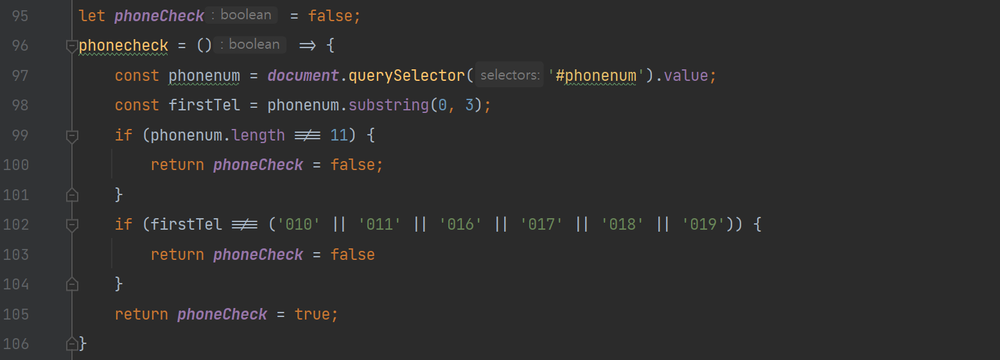 95 let phoneCheck : boolean = false;
96 phonecheck = () : boolean => {
97 const phonenum = document.querySelector( selectors: '#phonenum').value;
98 const firstTel = phonenum.substring(0, 3);
99 if (phonenum.length !== 11) {
100 return phoneCheck = false;
101 }
102 if (firstTel !== ('010' || '011' || '016' || '017' || '018' || '019')) {
103 return phoneCheck = false
104 }
105 return phoneCheck = true;
106 }